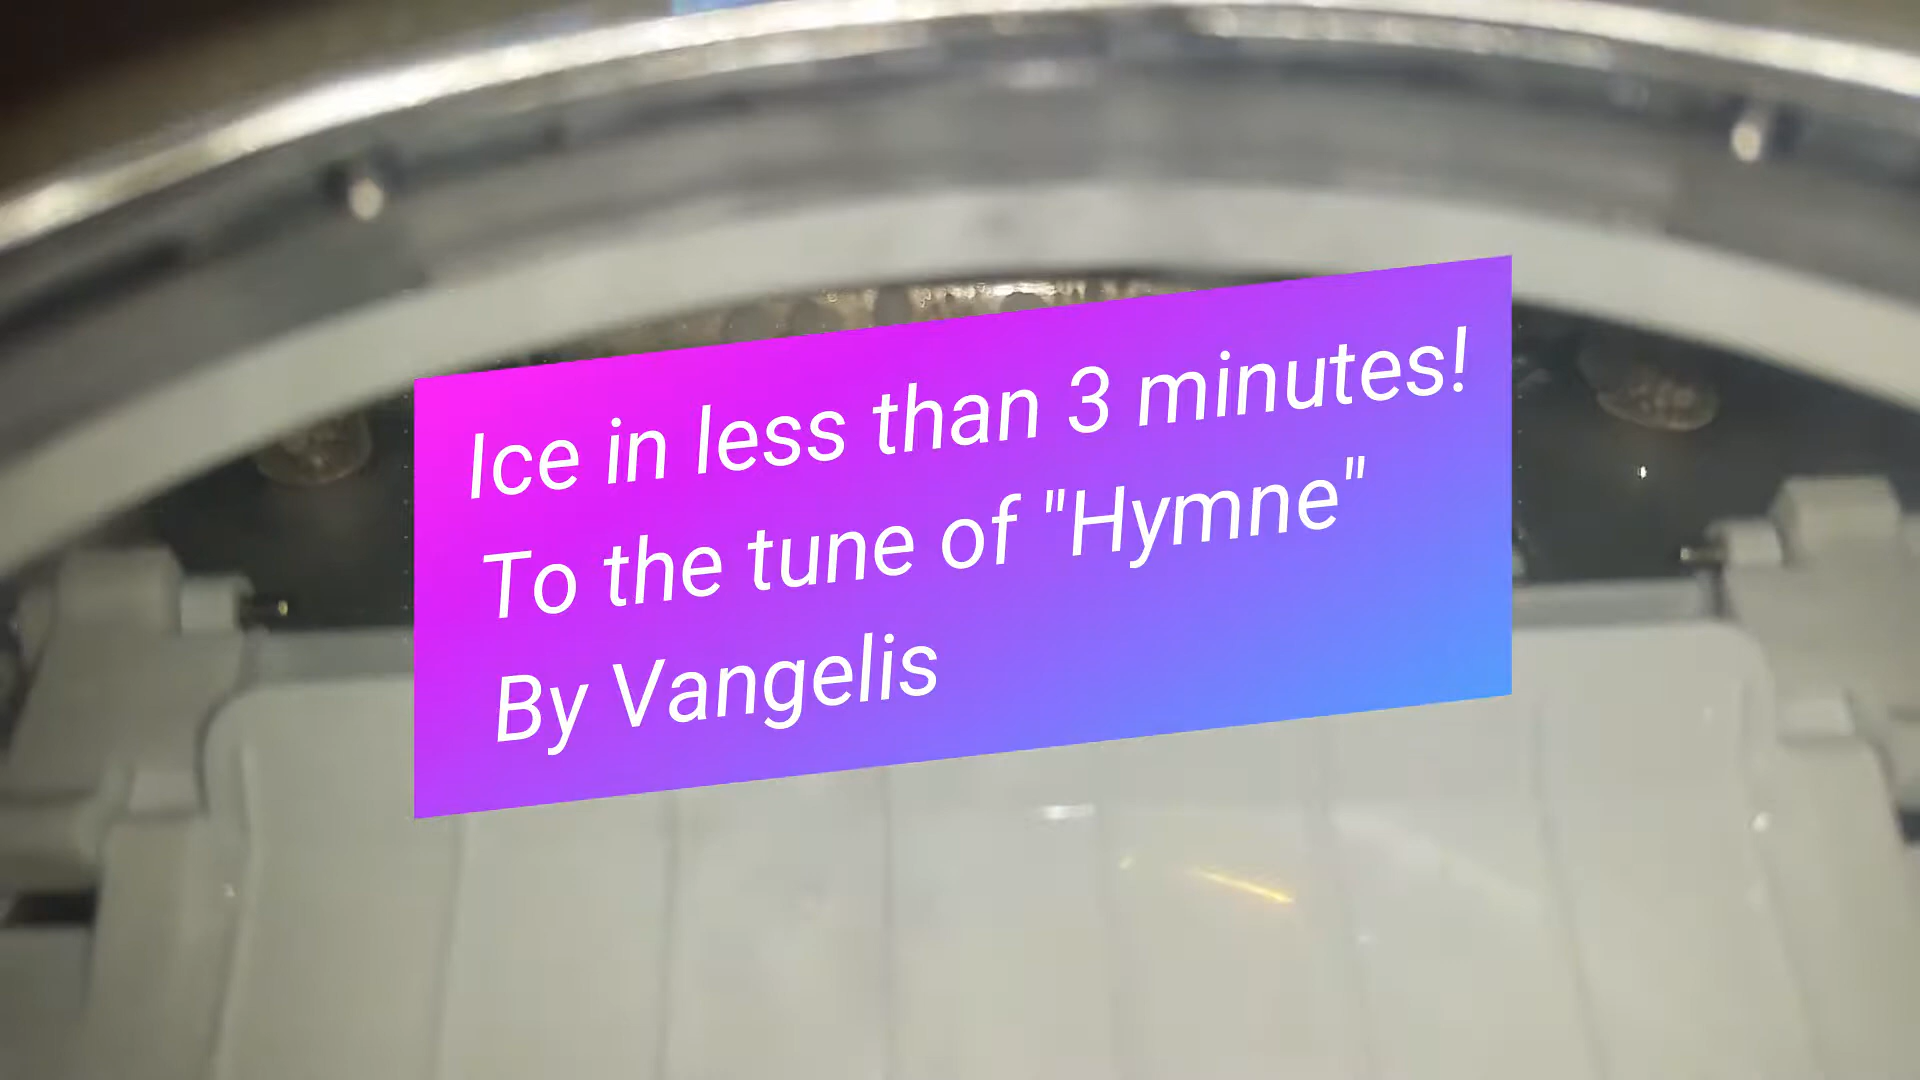 Ice in less than 3 minutes!
To the tune of "Hymne"
By Vangelis